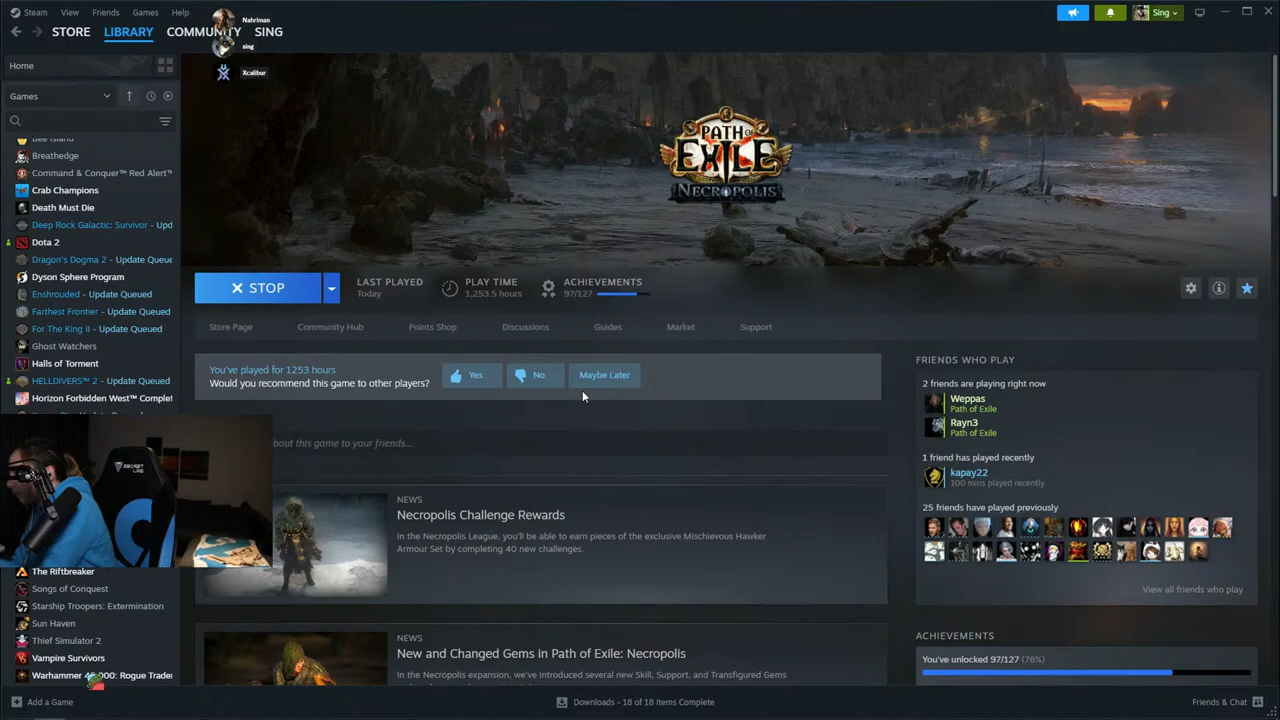 Steam View Friends Games Help
Nahriman
Sing
STORE LIBRARY COMMUNITY SING
sing
Xcalibur
Home
Games
Breathedge
Command & Conquer™ Red Alert™
Crab Champions
Death Must Die
Deep Rock Galactic: Survivor - Upd
Dota 2
Dragon's Dogma 2 - Update Queue
Dyson Sphere Program
Enshrouded - Update Queued
Farthest Frontier - Update Queued
For The King II - Update Queued
Ghost Watchers
Halls of Torment
HELLDIVERS™ 2 - Update Queued
Horizon Forbidden West™ Complet
The Riftbreaker
Songs of Conquest
Starship Troopers: Extermination
Sun Haven
Thief Simulator 2
Vampire Survivors
PATH OF
EXILE
NECROPOLIS
STOP
LAST PLAYED
Today
PLAY TIME
1,253.5 hours
ACHIEVEMENTS
97/127
Store Page Community Hub Points Shop Discussions Guides Market Support
You've played for 1253 hours
Would you recommend this game to other players?
Yes No Maybe Later
about this game to your friends...
NEWS
Necropolis Challenge Rewards
In the Necropolis League, you'll be able to earn pieces of the exclusive Mischievous Hawker
Armour Set by completing 40 new challenges.
NEWS
New and Changed Gems in Path of Exile: Necropolis
In the Necropolis expansion, we've introduced several new Skill, Support, and Transfigured Gems
FRIENDS WHO PLAY
2 friends are playing right now
Weppas
Path of Exile
Rayn3
Path of Exile
1 friend has played recently
kapay22
100 mins played recently
25 friends have played previously
View all friends who play
ACHIEVEMENTS
You've unlocked 97/127 (76%)
SECRET
LAB
Add a Game
Downloads - 18 of 18 Items Complete
Friends & Chat